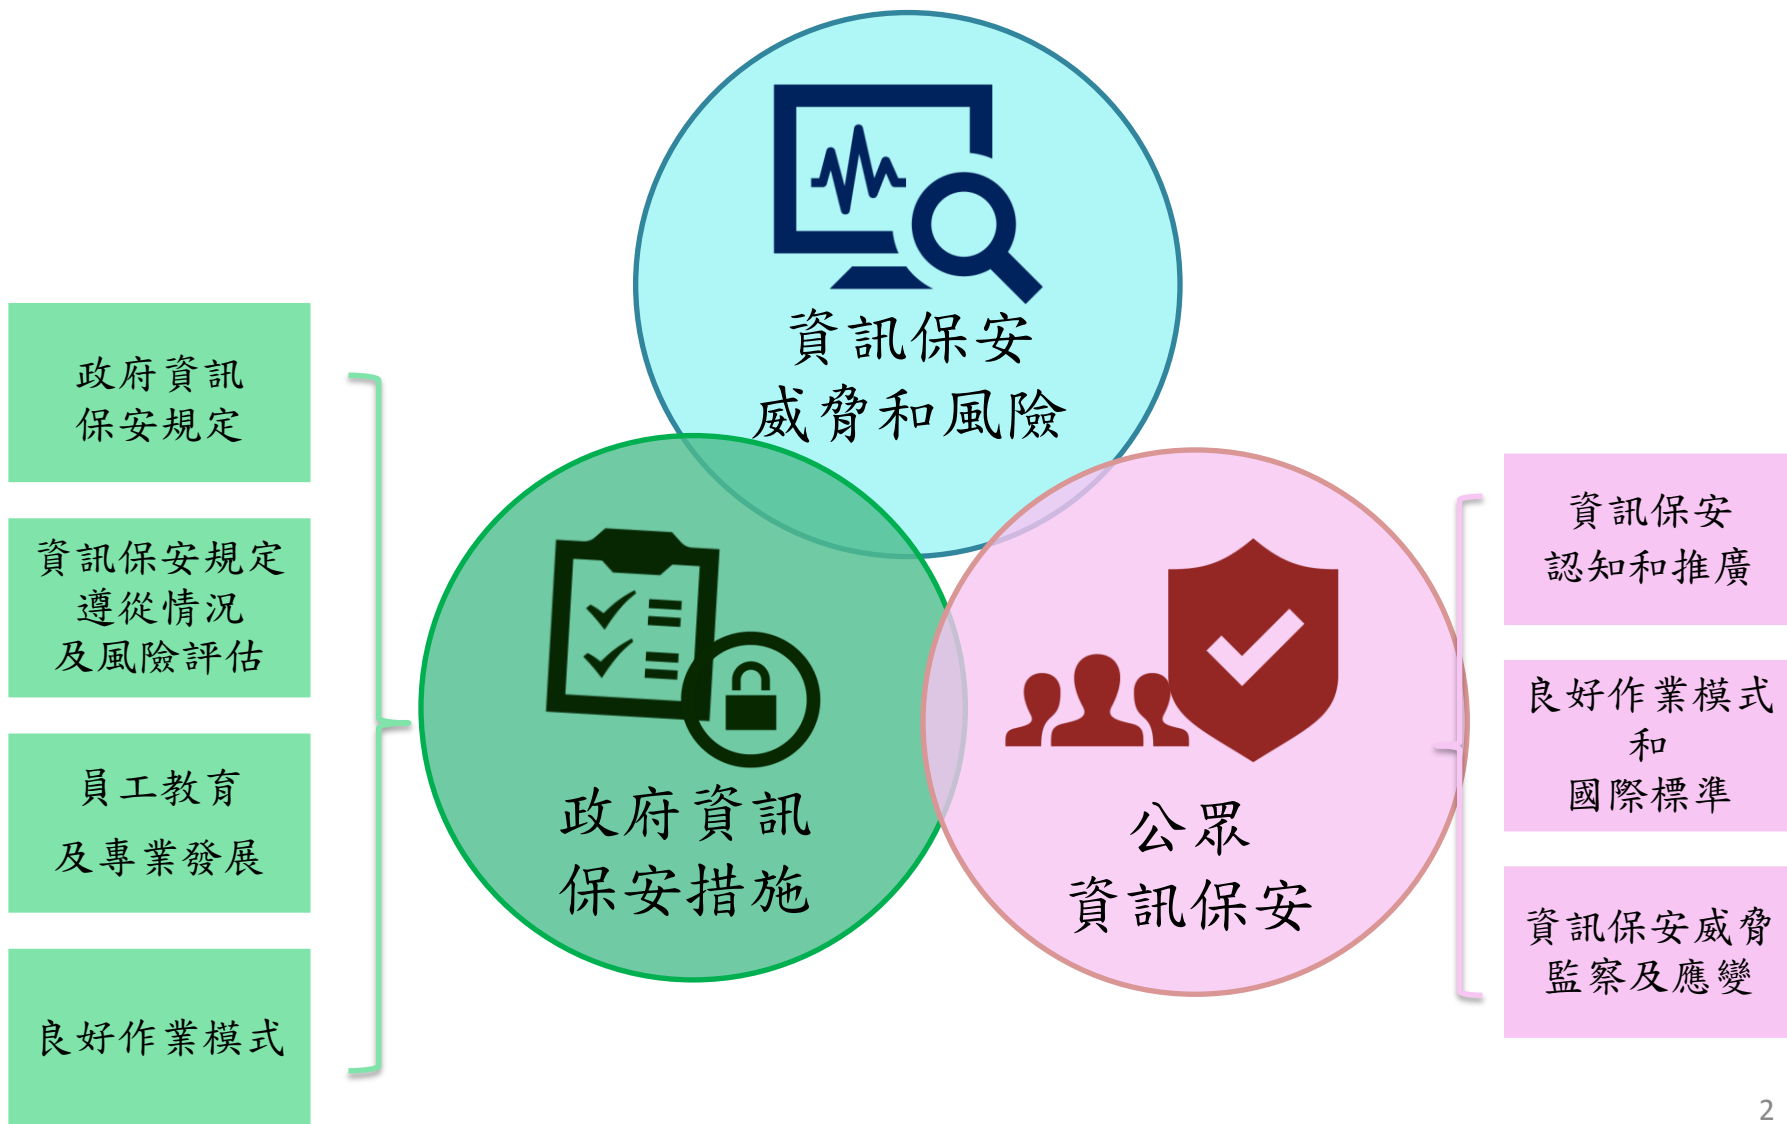 資訊保安
威脅和風險
政府資訊
保安規定
資訊保安規定
遵從情況
及風險評估
員工教育
及專業發展
良好作業模式
政府資訊
保安措施
公眾
資訊保安
資訊保安
認知和推廣
良好作業模式
和
國際標準
資訊保安威脅
監察及應變
2